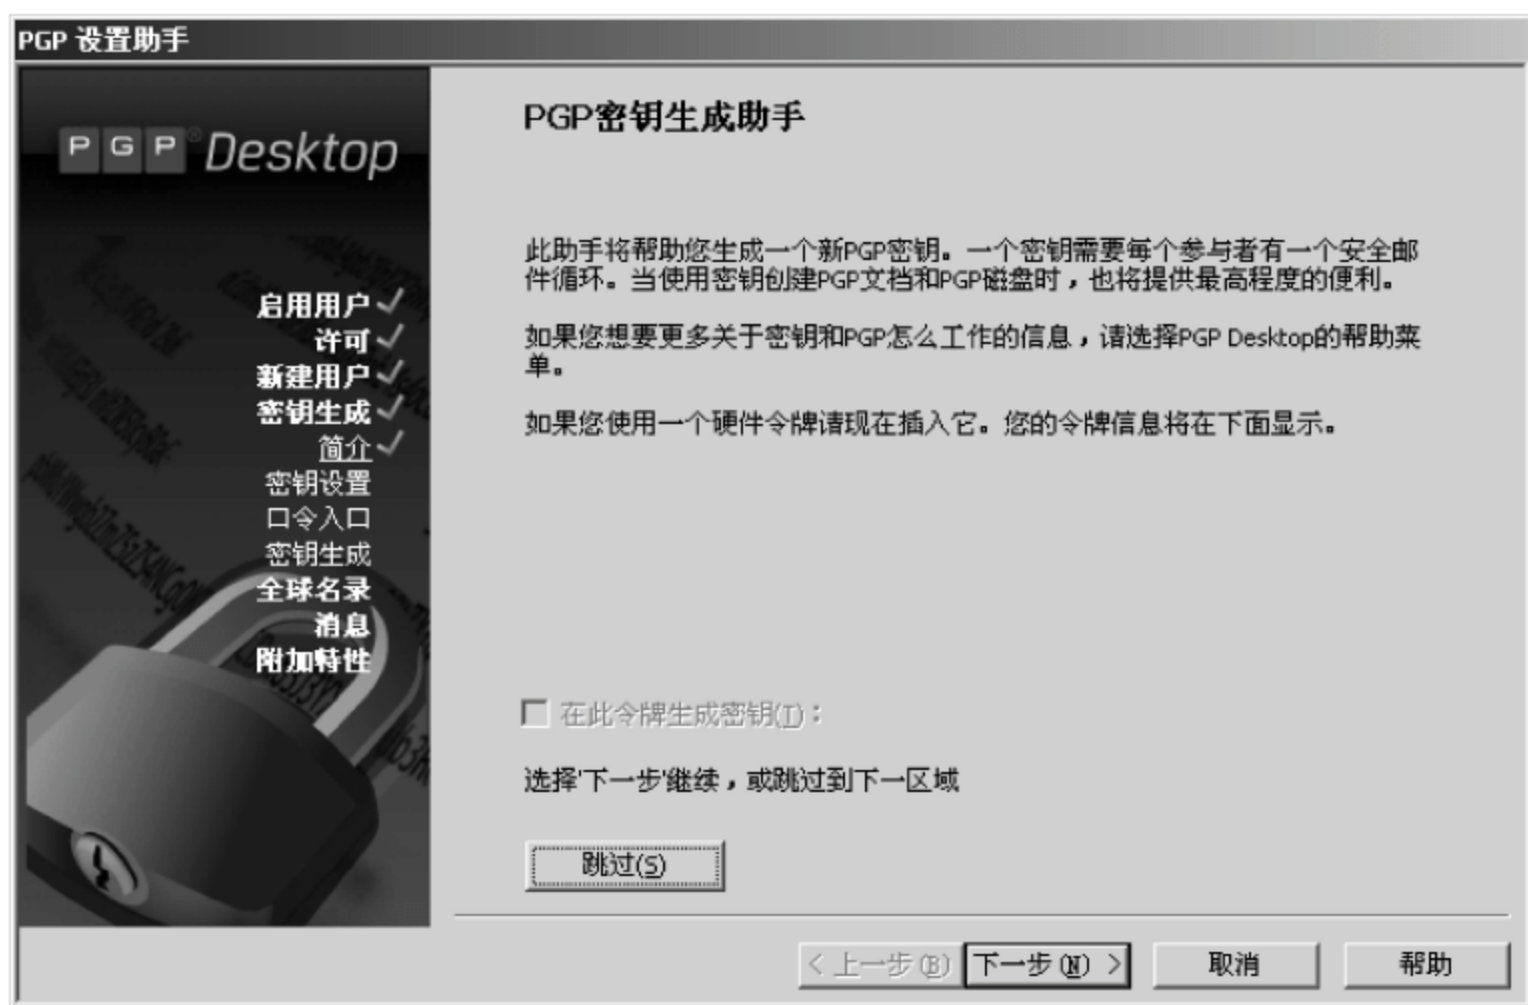 PGP 设置助手
PGP® Desktop
启用用户
许可
新建用户
密钥生成
简介
密钥设置
口令入口
密钥生成
全球名录
消息
附加特性
PGP密钥生成助手
此助手将帮助您生成一个新PGP密钥。一个密钥需要每个参与者有一个安全邮
件循环。当使用密钥创建PGP文档和PGP磁盘时，也将提供最高程度的便利。
如果您想要更多关于密钥和PGP怎么工作的信息，请选择PGP Desktop的帮助菜
单。
如果您使用一个硬件令牌请现在插入它。您的令牌信息将在下面显示。
在此令牌生成密钥(T)：
选择'下一步'继续，或跳过到下一区域
跳过(S)
< 上一步(B) 下一步(N) > 取消 帮助